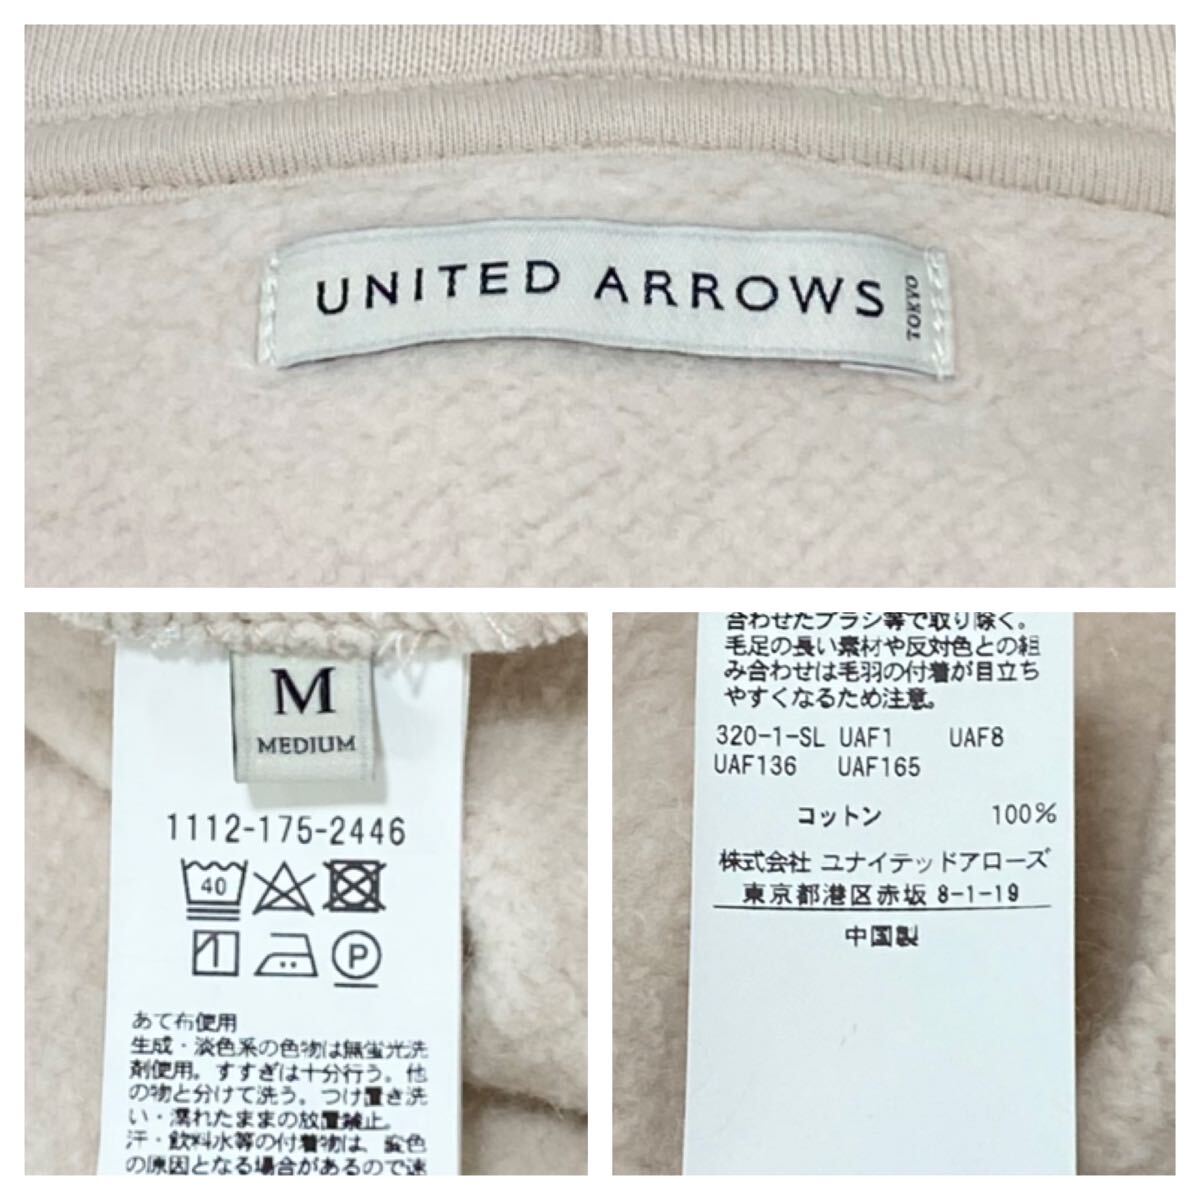 UNITED ARROWS
TOKYO
M
MEDIUM
1112-175-2446
40
P
あて布使用
生成・淡色系の色物は無蛍光洗
剤使用。すすぎは十分行う。他
の物と分けて洗う。つけ置き洗
い・濡れたままの放置禁止。
汗・飲料水等の付着物は、変色
の原因となる場合があるので速
合わせたブラシ等で取り除く。
毛足の長い素材や反対色との組
み合わせは毛羽の付着が目立ち
やすくなるため注意。
320-1-SL UAF1 UAF8
UAF136 UAF165
コットン 100%
株式会社 ユナイテッドアローズ
東京都港区赤坂 8-1-19
中国製